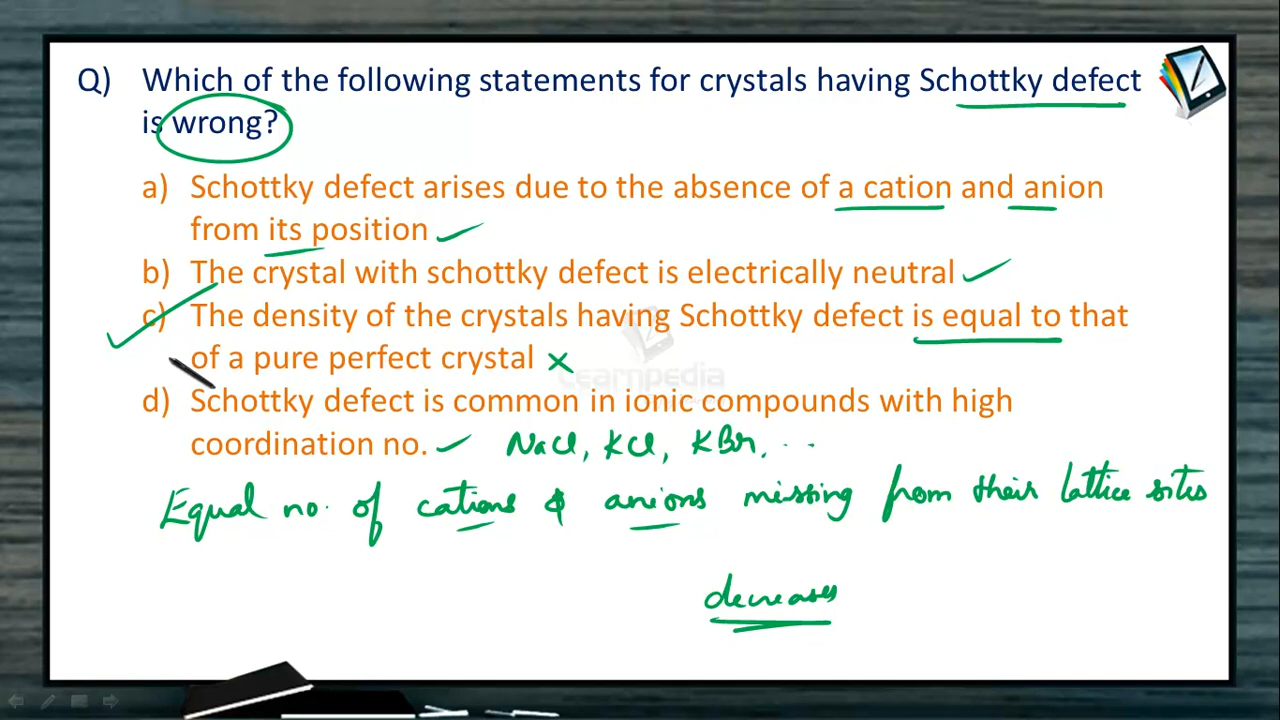 Q) Which of the following statements for crystals having Schottky defect
is wrong?
a) Schottky defect arises due to the absence of a cation and anion
from its position
b) The crystal with schottky defect is electrically neutral
c) The density of the crystals having Schottky defect is equal to that
of a pure perfect crystal ×
d) Schottky defect is common in ionic compounds with high
coordination no. NaCl, KCl, KBr, ...
Equal no. of cations & anions missing from their lattice sites
decreases
Learnpedia